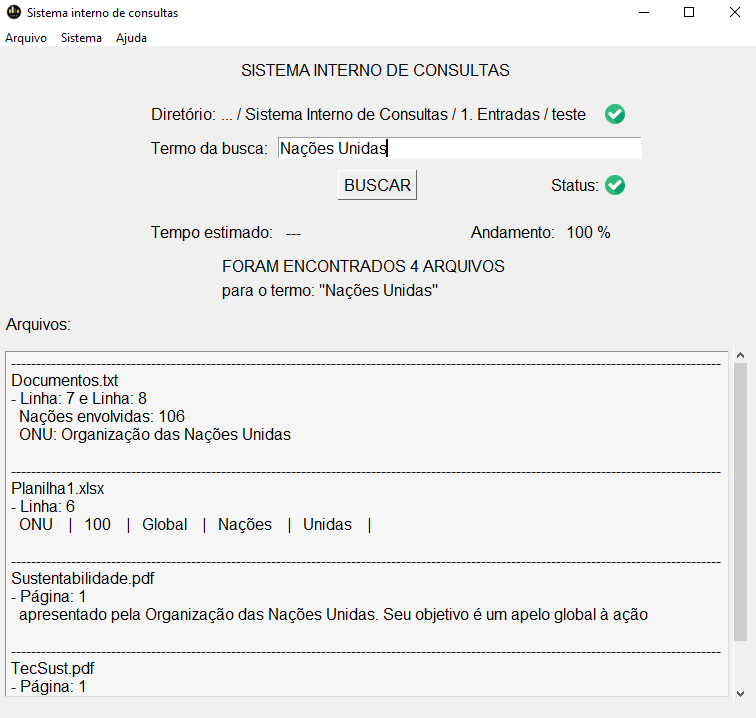 Sistema interno de consultas
Arquivo Sistema Ajuda
SISTEMA INTERNO DE CONSULTAS
Diretório: ... / Sistema Interno de Consultas / 1. Entradas / teste
Termo da busca: Nações Unidas
BUSCAR Status:
Tempo estimado: --- Andamento: 100 %
FORAM ENCONTRADOS 4 ARQUIVOS
para o termo: "Nações Unidas"
Arquivos:
Documentos.txt
- Linha: 7 e Linha: 8
Nações envolvidas: 106
ONU: Organização das Nações Unidas
Planilha1.xlsx
- Linha: 6
ONU | 100 | Global | Nações | Unidas |
Sustentabilidade.pdf
- Página: 1
apresentado pela Organização das Nações Unidas. Seu objetivo é um apelo global à ação
TecSust.pdf
- Página: 1